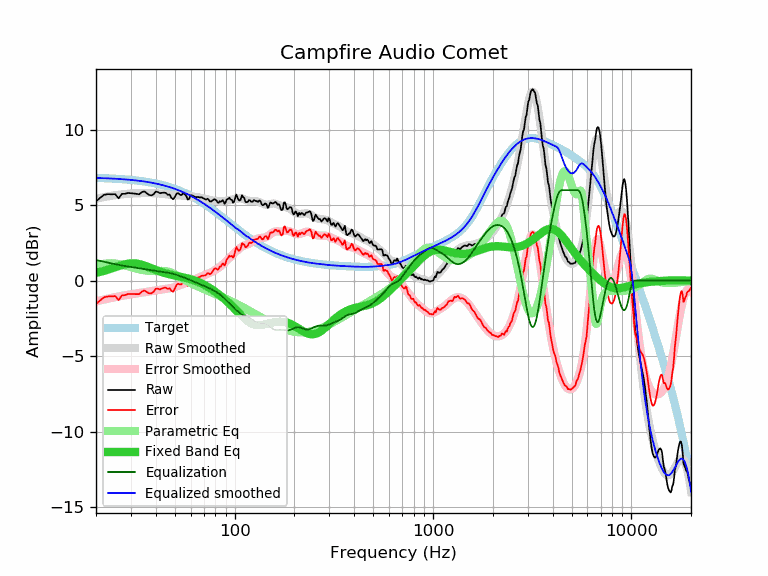 Campfire Audio Comet
Amplitude (dBr)
10
5
0
−5
−10
−15
Target
Raw Smoothed
Error Smoothed
Raw
Error
Parametric Eq
Fixed Band Eq
Equalization
Equalized smoothed
100
1000
10000
Frequency (Hz)